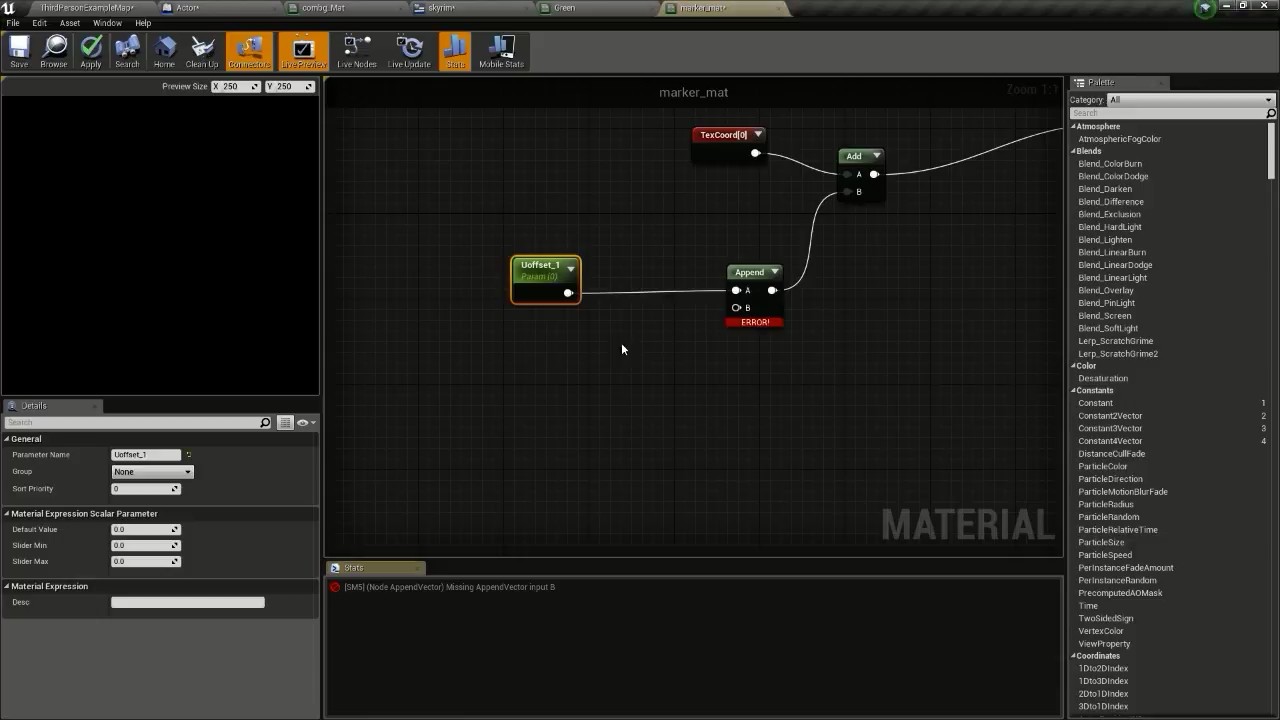 ThirdPersonExampleMap* Actor* combg_Mat skyrim* Green marker_mat*
File Edit Asset Window Help
Save Browse Apply Search Home Clean Up Connectors Live Preview Live Nodes Live Update Stats Mobile Stats
Preview Size X 250 Y 250
marker_mat
Zoom 1:1
TexCoord[0]
Add
A
B
Uoffset_1
Param (0)
Append
A
B
ERROR!
MATERIAL
Details
Search
General
Parameter Name Uoffset_1
Group None
Sort Priority 0
Material Expression Scalar Parameter
Default Value 0.0
Slider Min 0.0
Slider Max 0.0
Material Expression
Desc
Stats
[SM5] (Node AppendVector) Missing AppendVector input B
Palette
Category: All
Search
Atmosphere
AtmosphericFogColor
Blends
Blend_ColorBurn
Blend_ColorDodge
Blend_Darken
Blend_Difference
Blend_Exclusion
Blend_HardLight
Blend_Lighten
Blend_LinearBurn
Blend_LinearDodge
Blend_LinearLight
Blend_Overlay
Blend_PinLight
Blend_Screen
Blend_SoftLight
Lerp_ScratchGrime
Lerp_ScratchGrime2
Color
Desaturation
Constants
Constant 1
Constant2Vector 2
Constant3Vector 3
Constant4Vector 4
DistanceCullFade
ParticleColor
ParticleDirection
ParticleMotionBlurFade
ParticleRadius
ParticleRandom
ParticleRelativeTime
ParticleSize
ParticleSpeed
PerInstanceFadeAmount
PerInstanceRandom
PrecomputedAOMask
Time
TwoSidedSign
VertexColor
ViewProperty
Coordinates
1Dto2DIndex
1Dto3DIndex
2Dto1DIndex
3Dto1DIndex